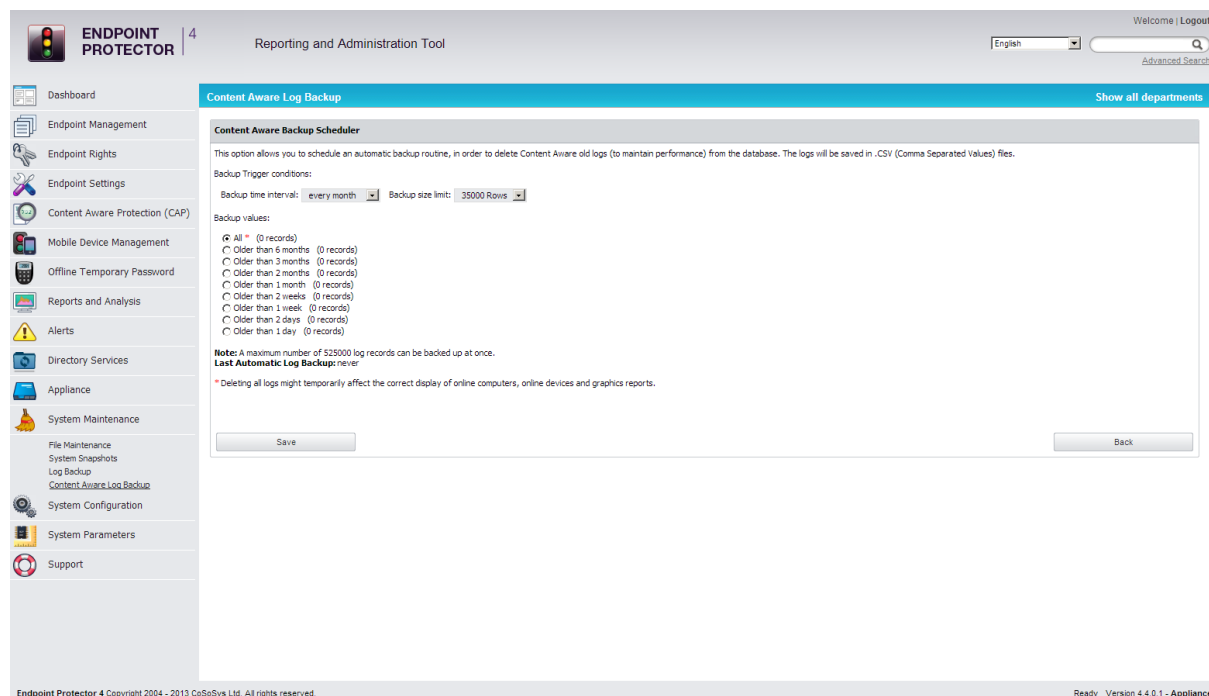 Welcome | Logout
ENDPOINT PROTECTOR 4
Reporting and Administration Tool
English
Advanced Search
Dashboard
Endpoint Management
Endpoint Rights
Endpoint Settings
Content Aware Protection (CAP)
Mobile Device Management
Offline Temporary Password
Reports and Analysis
Alerts
Directory Services
Appliance
System Maintenance
File Maintenance
System Snapshots
Log Backup
Content Aware Log Backup
System Configuration
System Parameters
Support
Content Aware Log Backup
Show all departments
Content Aware Backup Scheduler
This option allows you to schedule an automatic backup routine, in order to delete Content Aware old logs (to maintain performance) from the database. The logs will be saved in .CSV (Comma Separated Values) files.
Backup Trigger conditions:
Backup time interval: every month Backup size limit: 35000 Rows
Backup values:
All * (0 records)
Older than 6 months (0 records)
Older than 3 months (0 records)
Older than 2 months (0 records)
Older than 1 month (0 records)
Older than 2 weeks (0 records)
Older than 1 week (0 records)
Older than 2 days (0 records)
Older than 1 day (0 records)
Note: A maximum number of 525000 log records can be backed up at once.
Last Automatic Log Backup: never
* Deleting all logs might temporarily affect the correct display of online computers, online devices and graphics reports.
Save
Back
Endpoint Protector 4 Copyright 2004 - 2013 CoSoSys Ltd. All rights reserved.
Ready Version 4.4.0.1 - Appliance